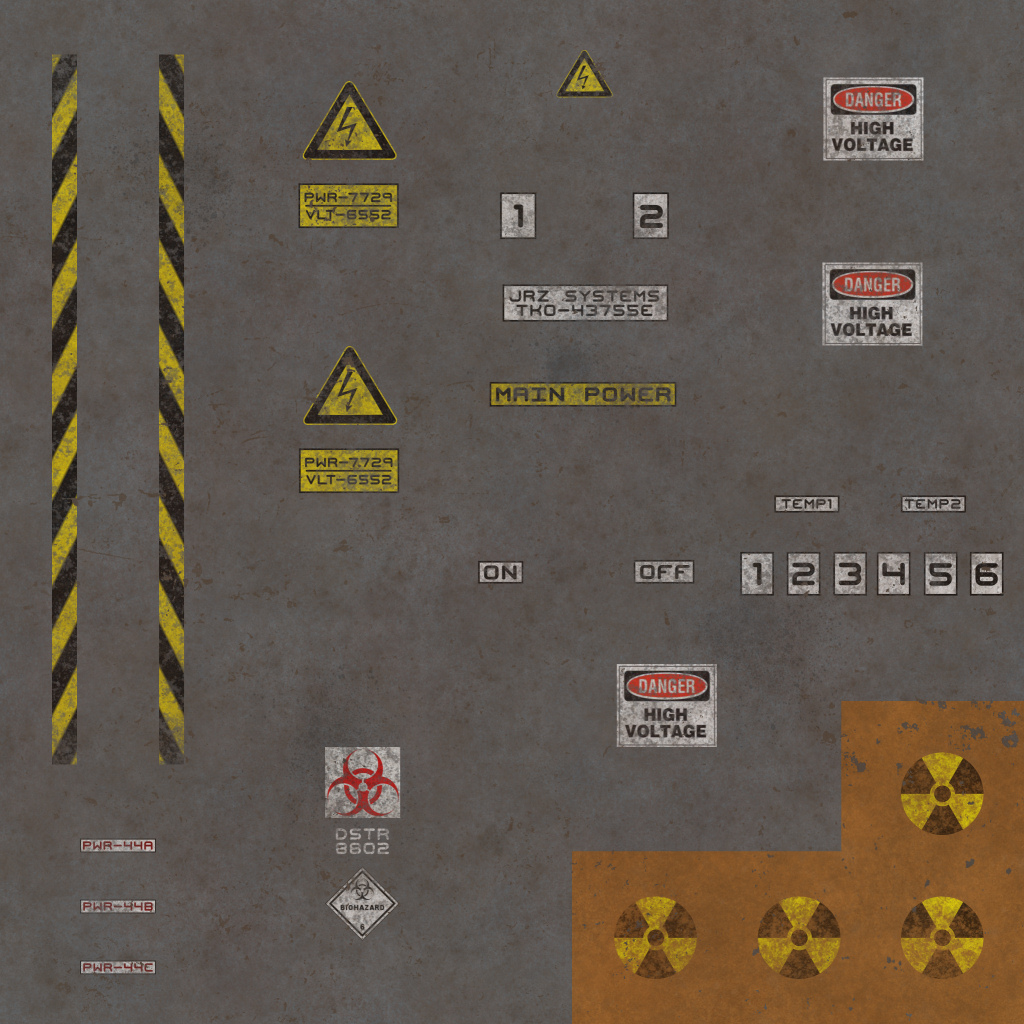 DANGER
HIGH
VOLTAGE
PWR-7729
VLT-6552
1
2
JRZ SYSTEMS
TKO-43755E
DANGER
HIGH
VOLTAGE
MAIN POWER
PWR-7729
VLT-6552
TEMP1
TEMP2
ON
OFF
1 2 3 4 5 6
DANGER
HIGH
VOLTAGE
DSTR
8602
PWR-44A
BIOHAZARD
6
PWR-44B
PWR-44E